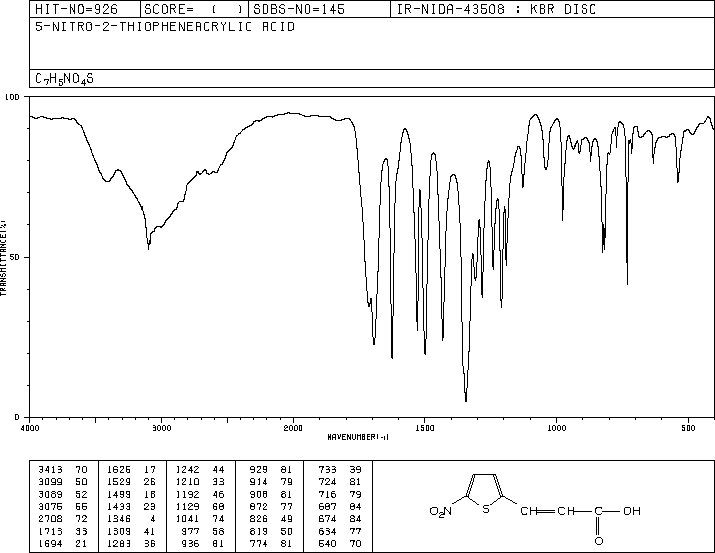 HIT-NO=926 SCORE= ( ) SDBS-NO=145 IR-NIDA-43508 : KBR DISC
5-NITRO-2-THIOPHENEACRYLIC ACID
C7H5NO4S
100
TRANSMITTANCE(%)
50
0
4000 3000 2000 1500 1000 500
WAVENUMBER(-1)
3413 70 1626 17 1242 44 929 81 733 39
3099 50 1529 26 1210 33 914 79 724 81
3089 52 1499 18 1192 46 908 81 716 79
3075 55 1433 23 1129 68 872 77 687 84
2708 72 1346 4 1041 74 826 49 674 84
1713 33 1309 41 977 58 819 50 634 77
1694 21 1283 36 936 81 774 81 540 70
O2N S CH CH C OH
O